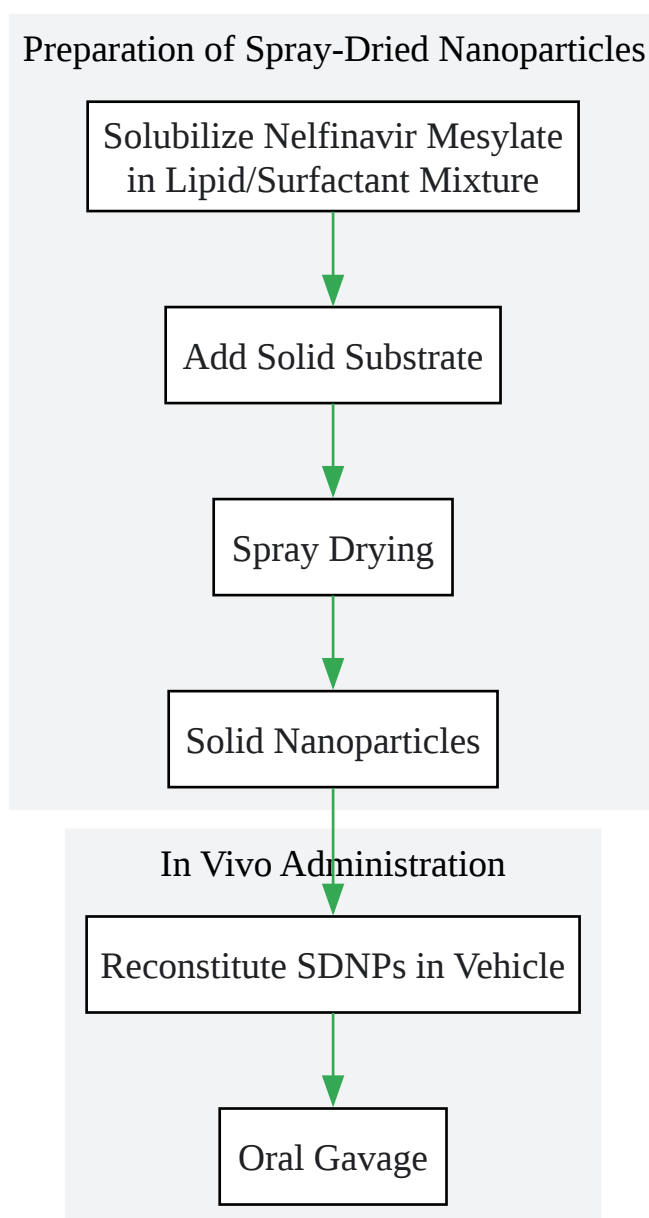 Preparation of Spray-Dried Nanoparticles
Solubilize Nelfinavir Mesylate
in Lipid/Surfactant Mixture
Add Solid Substrate
Spray Drying
Solid Nanoparticles
In Vivo Administration
Reconstitute SDNPs in Vehicle
Oral Gavage